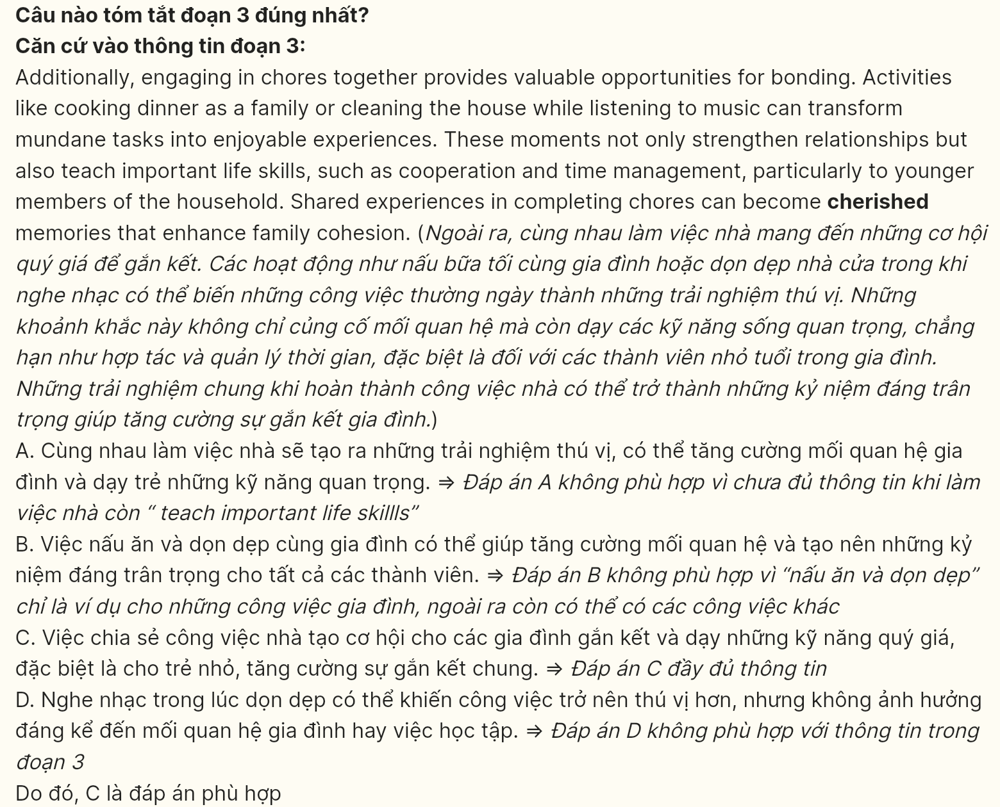 Câu nào tóm tắt đoạn 3 đúng nhất?
Căn cứ vào thông tin đoạn 3:
Additionally, engaging in chores together provides valuable opportunities for bonding. Activities
like cooking dinner as a family or cleaning the house while listening to music can transform
mundane tasks into enjoyable experiences. These moments not only strengthen relationships but
also teach important life skills, such as cooperation and time management, particularly to younger
members of the household. Shared experiences in completing chores can become cherished
memories that enhance family cohesion. (Ngoài ra, cùng nhau làm việc nhà mang đến những cơ hội
quý giá để gắn kết. Các hoạt động như nấu bữa tối cùng gia đình hoặc dọn dẹp nhà cửa trong khi
nghe nhạc có thể biến những công việc thường ngày thành những trải nghiệm thú vị. Những
khoảnh khắc này không chỉ củng cố mối quan hệ mà còn dạy các kỹ năng sống quan trọng, chẳng
hạn như hợp tác và quản lý thời gian, đặc biệt là đối với các thành viên nhỏ tuổi trong gia đình.
Những trải nghiệm chung khi hoàn thành công việc nhà có thể trở thành những kỷ niệm đáng trân
trọng giúp tăng cường sự gắn kết gia đình.)
A. Cùng nhau làm việc nhà sẽ tạo ra những trải nghiệm thú vị, có thể tăng cường mối quan hệ gia
đình và dạy trẻ những kỹ năng quan trọng. ⇒ Đáp án A không phù hợp vì chưa đủ thông tin khi làm
việc nhà còn “ teach important life skillls”
B. Việc nấu ăn và dọn dẹp cùng gia đình có thể giúp tăng cường mối quan hệ và tạo nên những kỷ
niệm đáng trân trọng cho tất cả các thành viên. ⇒ Đáp án B không phù hợp vì “nấu ăn và dọn dẹp”
chỉ là ví dụ cho những công việc gia đình, ngoài ra còn có thể có các công việc khác
C. Việc chia sẻ công việc nhà tạo cơ hội cho các gia đình gắn kết và dạy những kỹ năng quý giá,
đặc biệt là cho trẻ nhỏ, tăng cường sự gắn kết chung. ⇒ Đáp án C đầy đủ thông tin
D. Nghe nhạc trong lúc dọn dẹp có thể khiến công việc trở nên thú vị hơn, nhưng không ảnh hưởng
đáng kể đến mối quan hệ gia đình hay việc học tập. ⇒ Đáp án D không phù hợp với thông tin trong
đoạn 3
Do đó, C là đáp án phù hợp